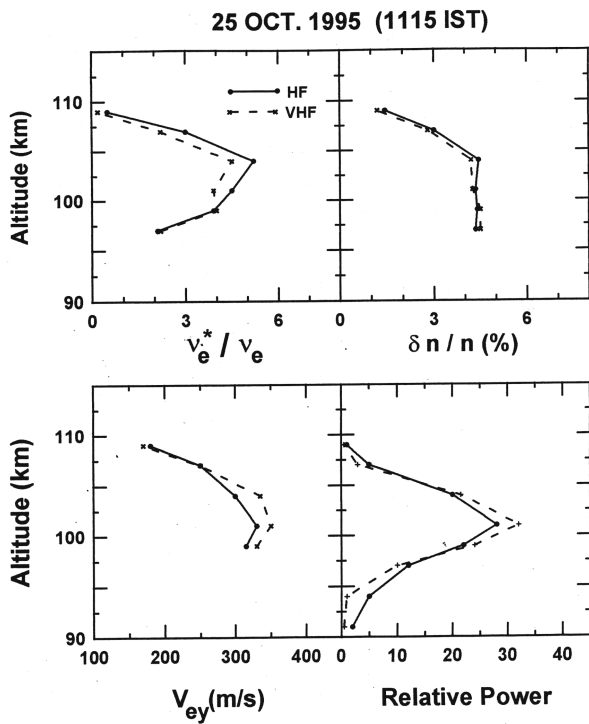 25 OCT. 1995 (1115 IST)
HF
VHF
Altitude (km)
110
100
90
0
3
6
ν*e / νe
0
3
6
δ n / n (%)
Altitude (km)
110
100
90
100
200
300
400
Vey(m/s)
0
10
20
30
40
Relative Power